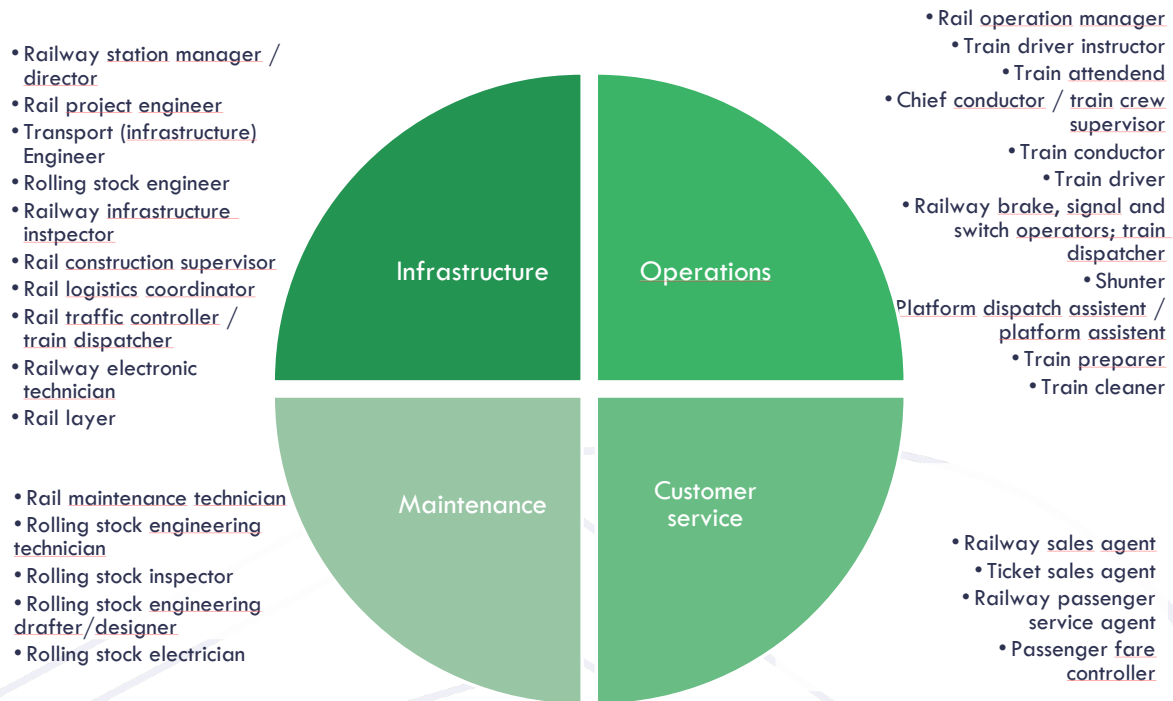 • Railway station manager /
director
• Rail project engineer
• Transport (infrastructure)
Engineer
• Rolling stock engineer
• Railway infrastructure
instpector
• Rail construction supervisor
• Rail logistics coordinator
• Rail traffic controller /
train dispatcher
• Railway electronic
technician
• Rail layer
Infrastructure
Operations
• Rail operation manager
• Train driver instructor
• Train attendend
• Chief conductor / train crew
supervisor
• Train conductor
• Train driver
• Railway brake, signal and
switch operators; train
dispatcher
• Shunter
Platform dispatch assistent /
platform assistent
• Train preparer
• Train cleaner
• Rail maintenance technician
• Rolling stock engineering
technician
• Rolling stock inspector
• Rolling stock engineering
drafter/designer
• Rolling stock electrician
Maintenance
Customer
service
• Railway sales agent
• Ticket sales agent
• Railway passenger
service agent
• Passenger fare
controller